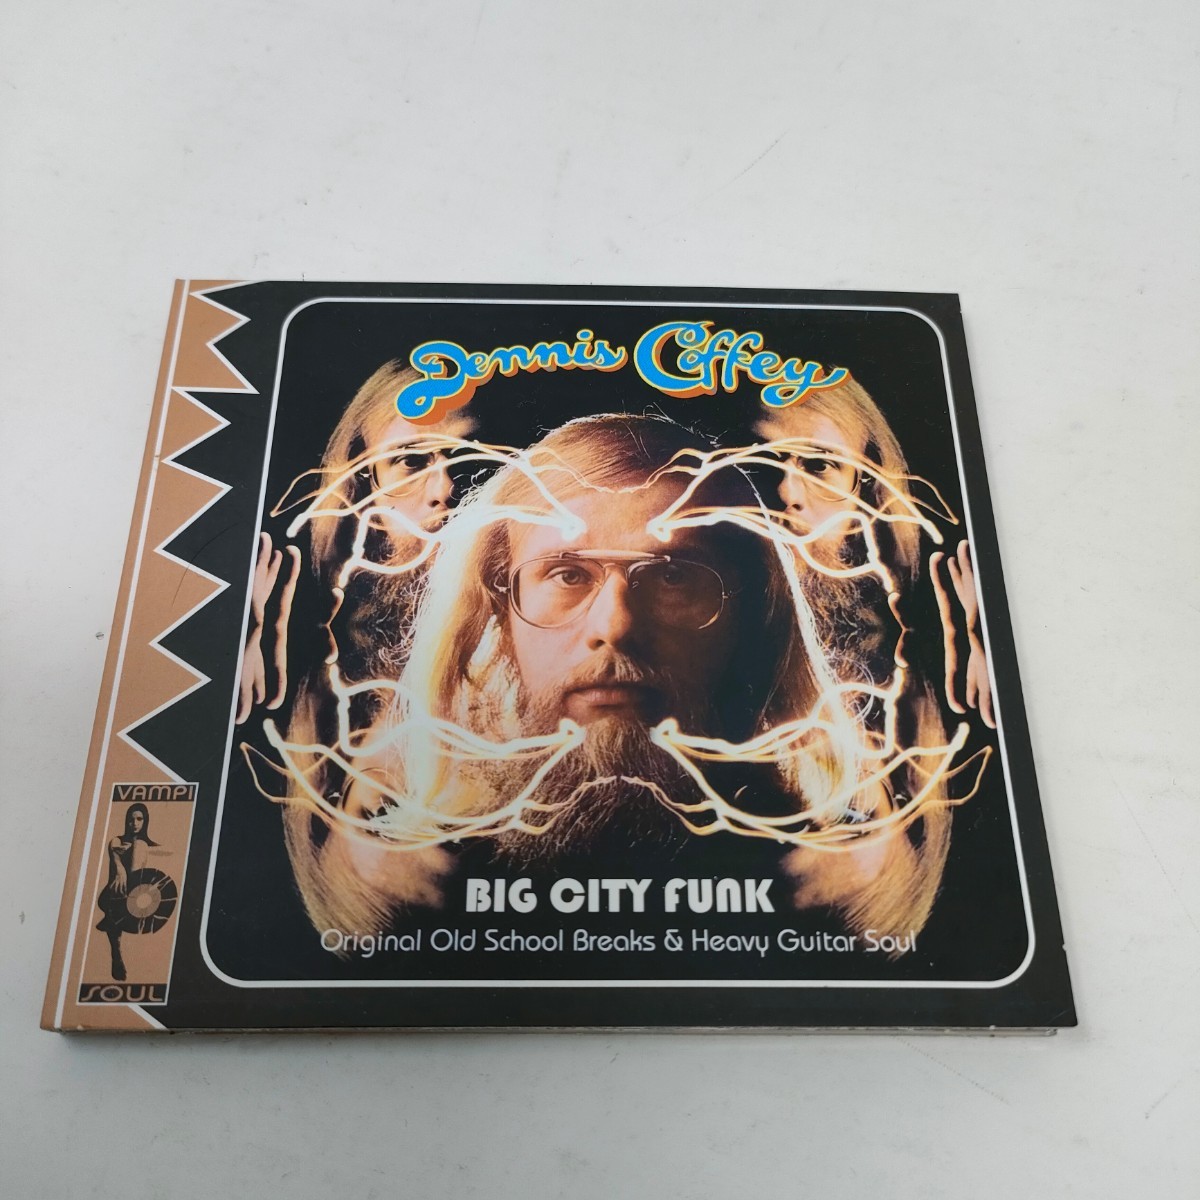 Dennis Coffey
BIG CITY FUNK
Original Old School Breaks & Heavy Guitar Soul
VAMPI
SOUL